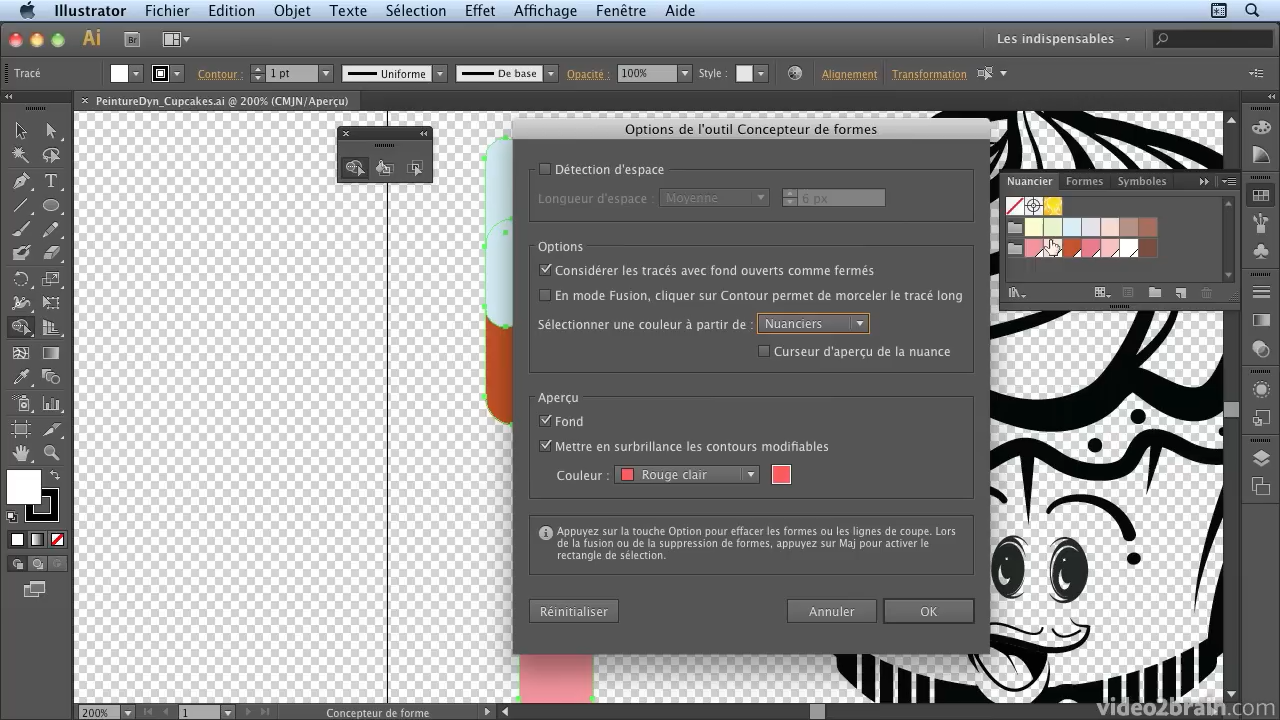 Illustrator Fichier Edition Objet Texte Sélection Effet Affichage Fenêtre Aide
Ai Br Les indispensables
Tracé Contour : 1 pt Uniforme De base Opacité : 100% Style : Alignement Transformation
PeintureDyn_Cupcakes.ai @ 200% (CMJN/Aperçu)
Options de l'outil Concepteur de formes
Détection d'espace
Longueur d'espace : Moyenne 6 px
Nuancier Formes Symboles
Options
Considérer les tracés avec fond ouverts comme fermés
En mode Fusion, cliquer sur Contour permet de morceler le tracé long
Sélectionner une couleur à partir de : Nuanciers
Curseur d'aperçu de la nuance
Aperçu
Fond
Mettre en surbrillance les contours modifiables
Couleur : Rouge clair
Appuyez sur la touche Option pour effacer les formes ou les lignes de coupe. Lors
de la fusion ou de la suppression de formes, appuyez sur Maj pour activer le
rectangle de sélection.
Réinitialiser Annuler OK
200% 1 Concepteur de forme
video2brain.com